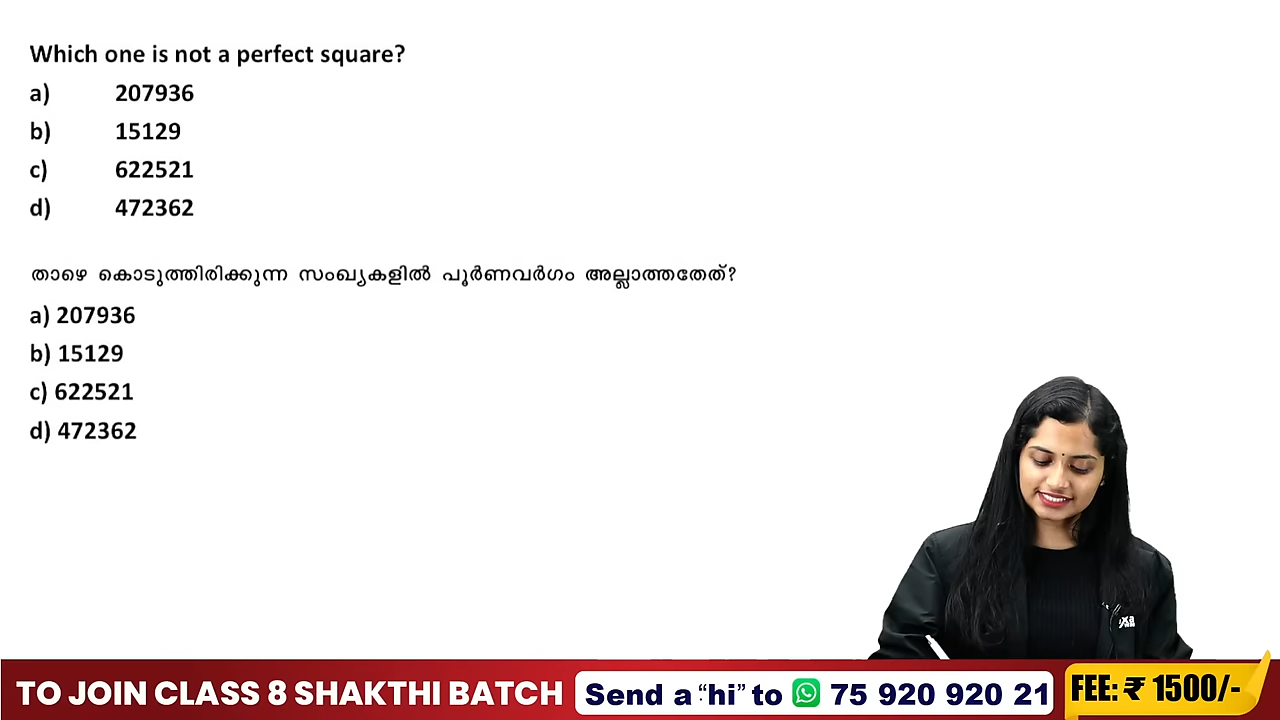 Which one is not a perfect square?
a) 207936
b) 15129
c) 622521
d) 472362
താഴെ കൊടുത്തിരിക്കുന്ന സംഖ്യകളിൽ പൂർണവർഗം അല്ലാത്തതേത്?
a) 207936
b) 15129
c) 622521
d) 472362
TO JOIN CLASS 8 SHAKTHI BATCH Send a “hi” to 75 920 920 21 FEE: ₹ 1500/-